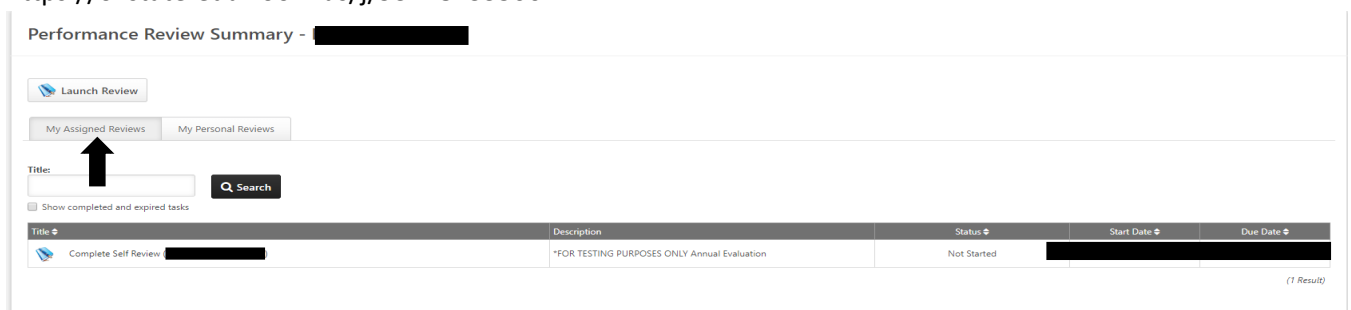 Performance Review Summary -
Launch Review
My Assigned Reviews My Personal Reviews
Title:
Search
Show completed and expired tasks
Title Description Status Start Date Due Date
Complete Self Review ( ) *FOR TESTING PURPOSES ONLY Annual Evaluation Not Started
(1 Result)